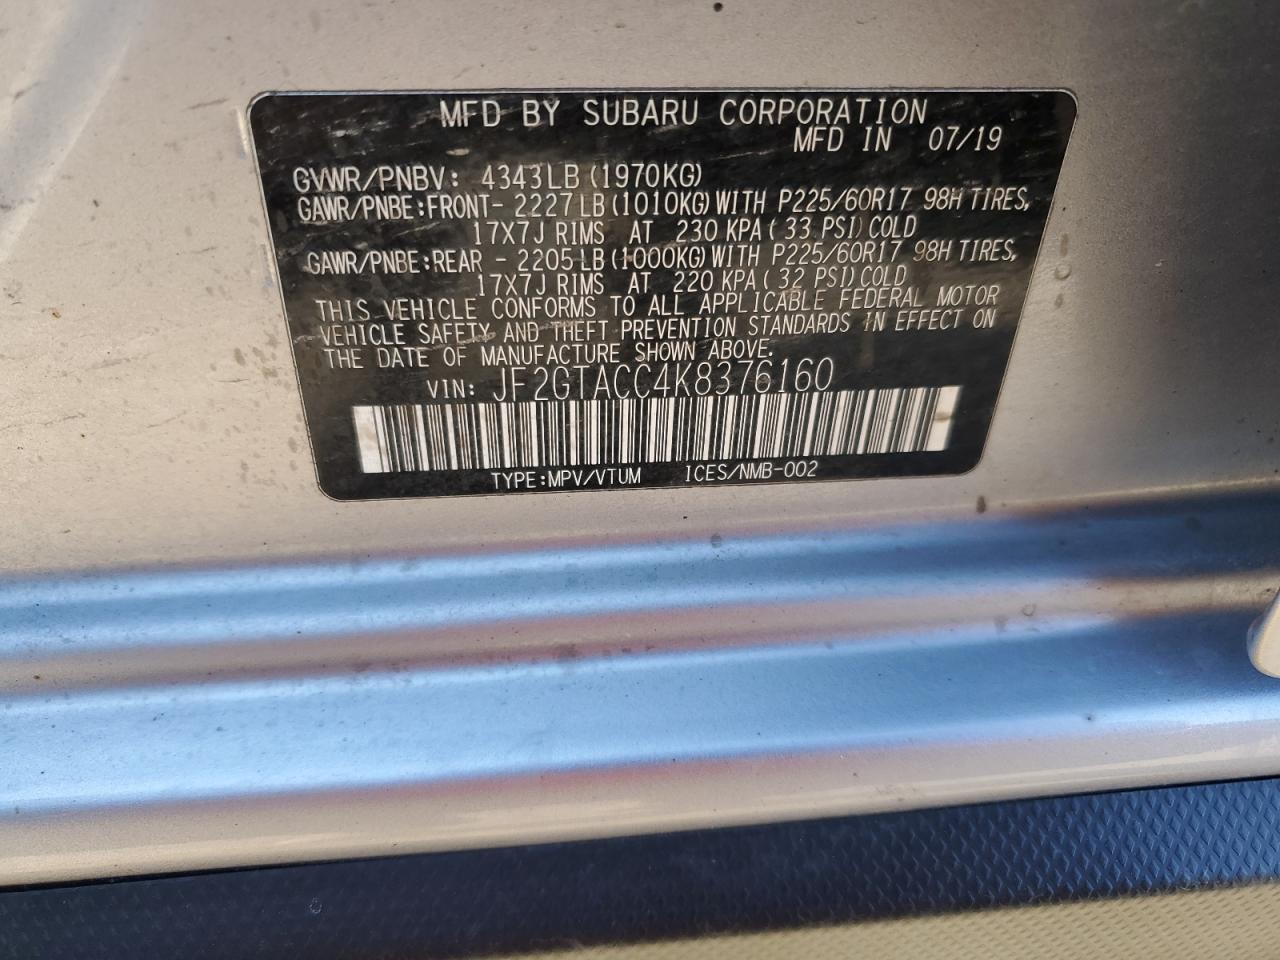 MFD BY SUBARU CORPORATION
MFD IN 07/19
GVWR/PNBV: 4343LB (1970KG)
GAWR/PNBE:FRONT- 2227LB (1010KG) WITH P225/60R17 98H TIRES,
17X7J RIMS AT 230 KPA (33 PSI) COLD
GAWR/PNBE:REAR - 2205LB (1000KG) WITH P225/60R17 98H TIRES,
17X7J RIMS AT 220 KPA (32 PSI) COLD
THIS VEHICLE CONFORMS TO ALL APPLICABLE FEDERAL MOTOR
VEHICLE SAFETY AND THEFT PREVENTION STANDARDS IN EFFECT ON
THE DATE OF MANUFACTURE SHOWN ABOVE.
VIN: JF2GTACC4K8376160
TYPE:MPV/VTUM ICES/NMB-002